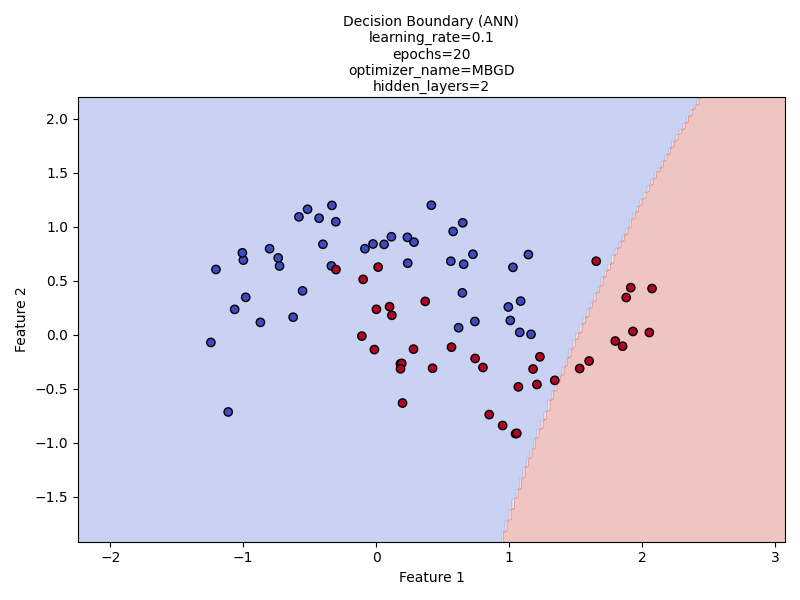 Decision Boundary (ANN)
learning_rate=0.1
epochs=20
optimizer_name=MBGD
hidden_layers=2
2.0
1.5
1.0
0.5
0.0
−0.5
−1.0
−1.5
Feature 2
−2
−1
0
1
2
3
Feature 1